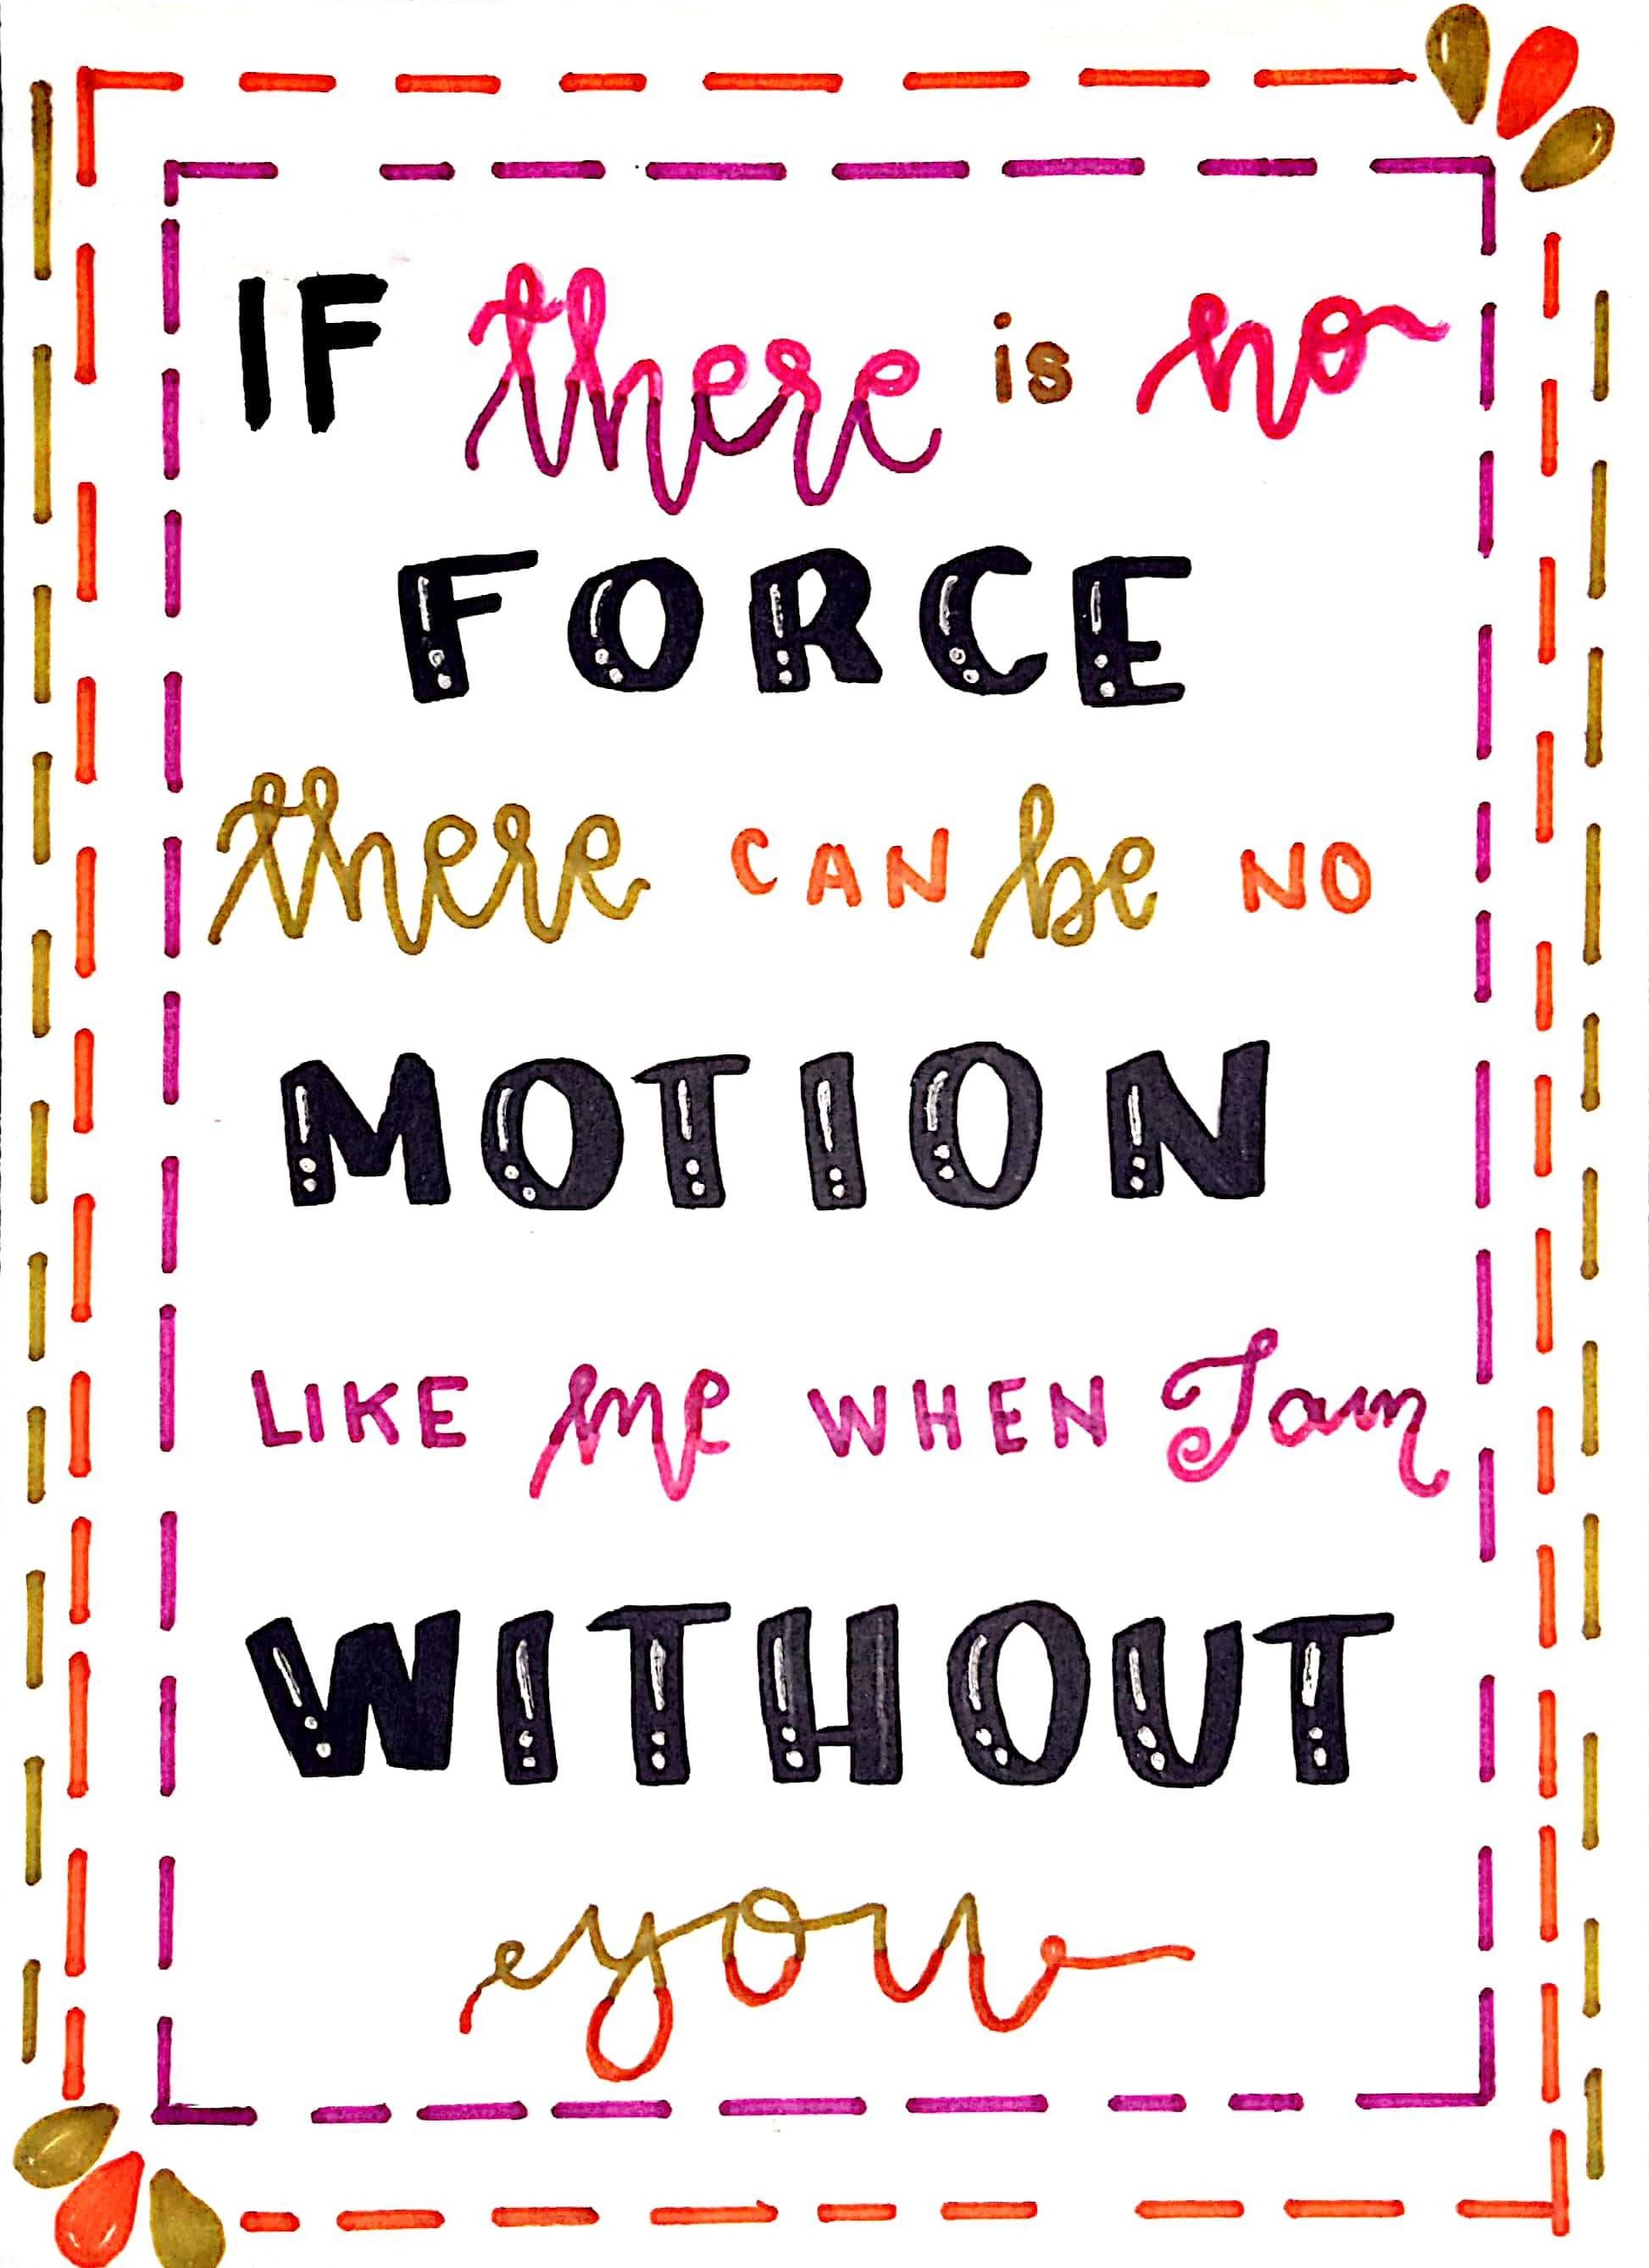 IF there is no
FORCE
there CAN be NO
MOTION
LIKE me WHEN I am
WITHOUT
you